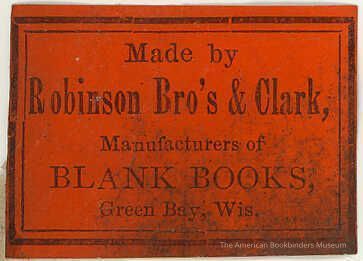 Made by
Robinson Bro's & Clark,
Manufacturers of
BLANK BOOKS,
Green Bay, Wis.
The American Bookbinders Museum